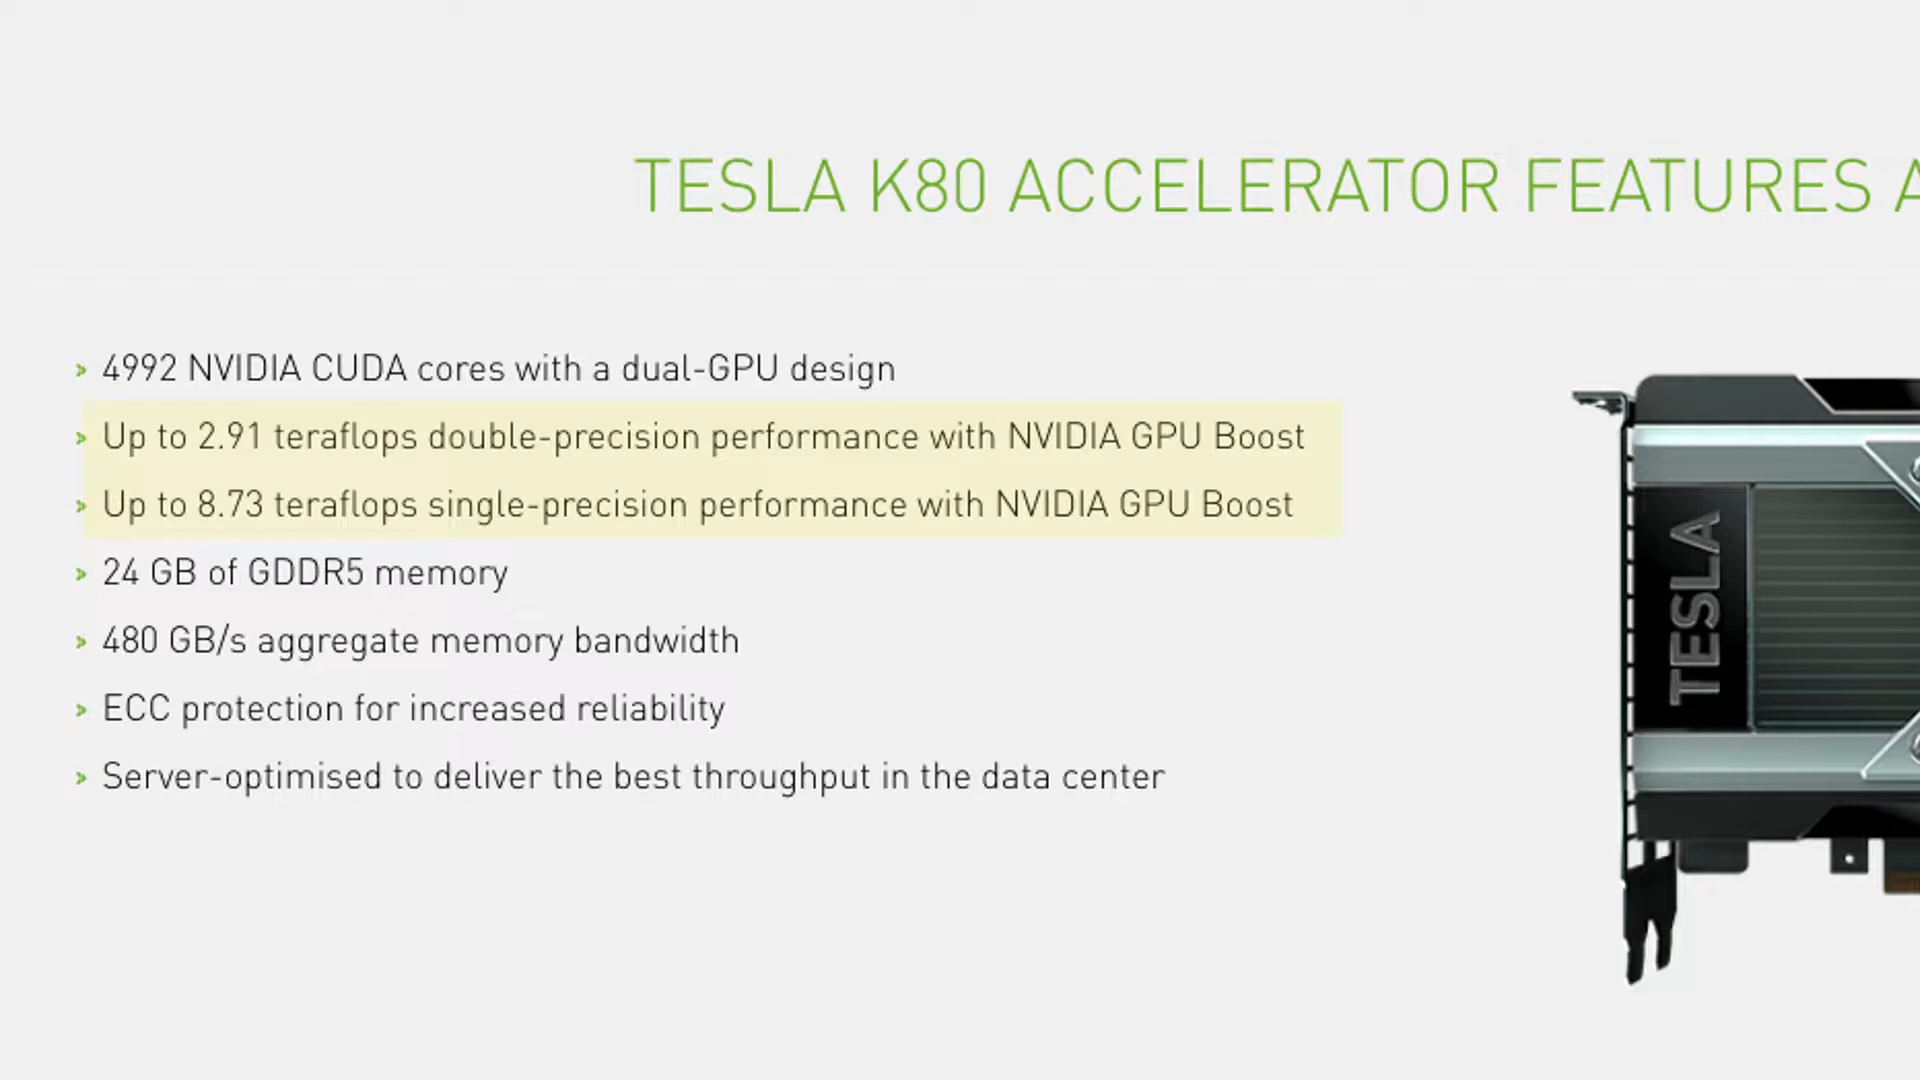 TESLA K80 ACCELERATOR FEATURES A
4992 NVIDIA CUDA cores with a dual-GPU design
Up to 2.91 teraflops double-precision performance with NVIDIA GPU Boost
Up to 8.73 teraflops single-precision performance with NVIDIA GPU Boost
24 GB of GDDR5 memory
480 GB/s aggregate memory bandwidth
ECC protection for increased reliability
Server-optimised to deliver the best throughput in the data center
TESLA